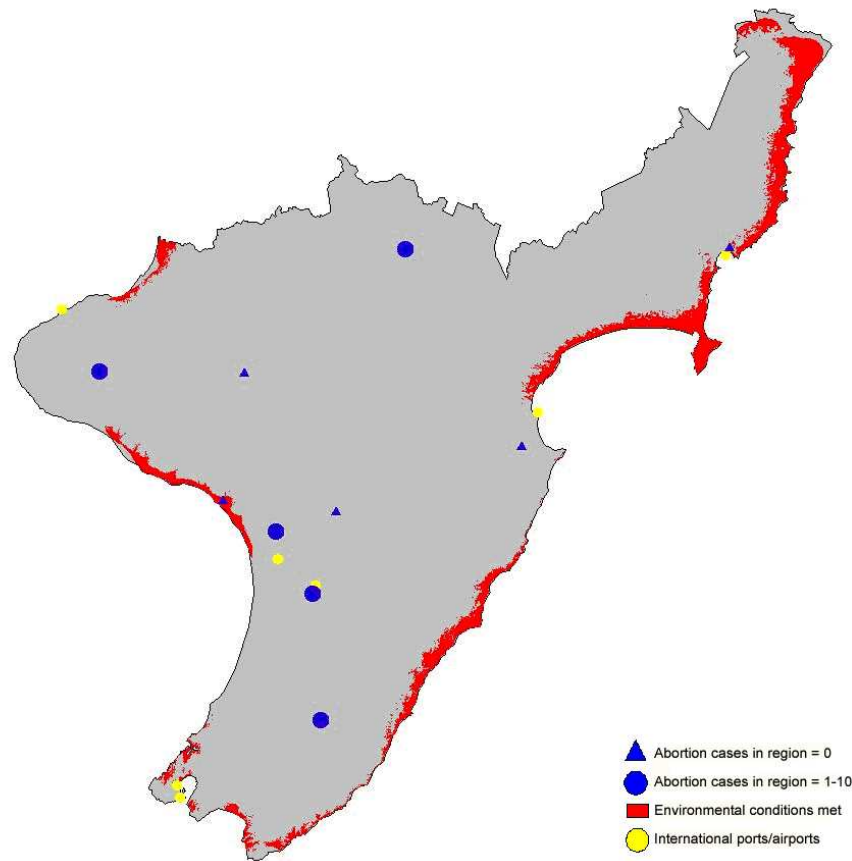 Abortion cases in region = 0
Abortion cases in region = 1-10
Environmental conditions met
International ports/airports